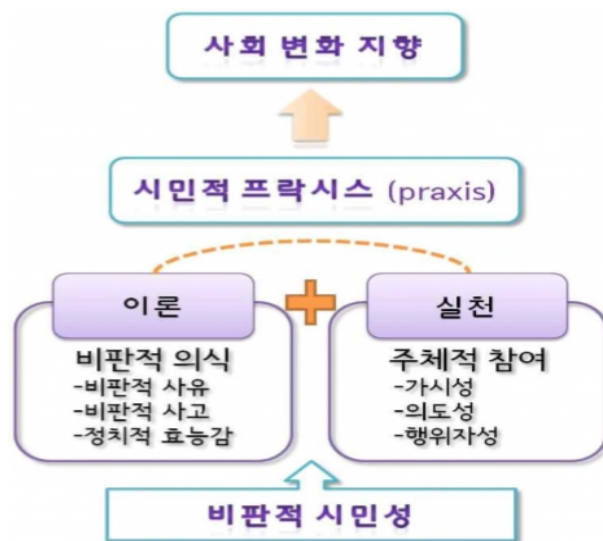 사회 변화 지향
시민적 프락시스 (praxis)
이론
비판적 의식
-비판적 사유
-비판적 사고
-정치적 효능감
실천
주체적 참여
-가시성
-의도성
-행위자성
비판적 시민성